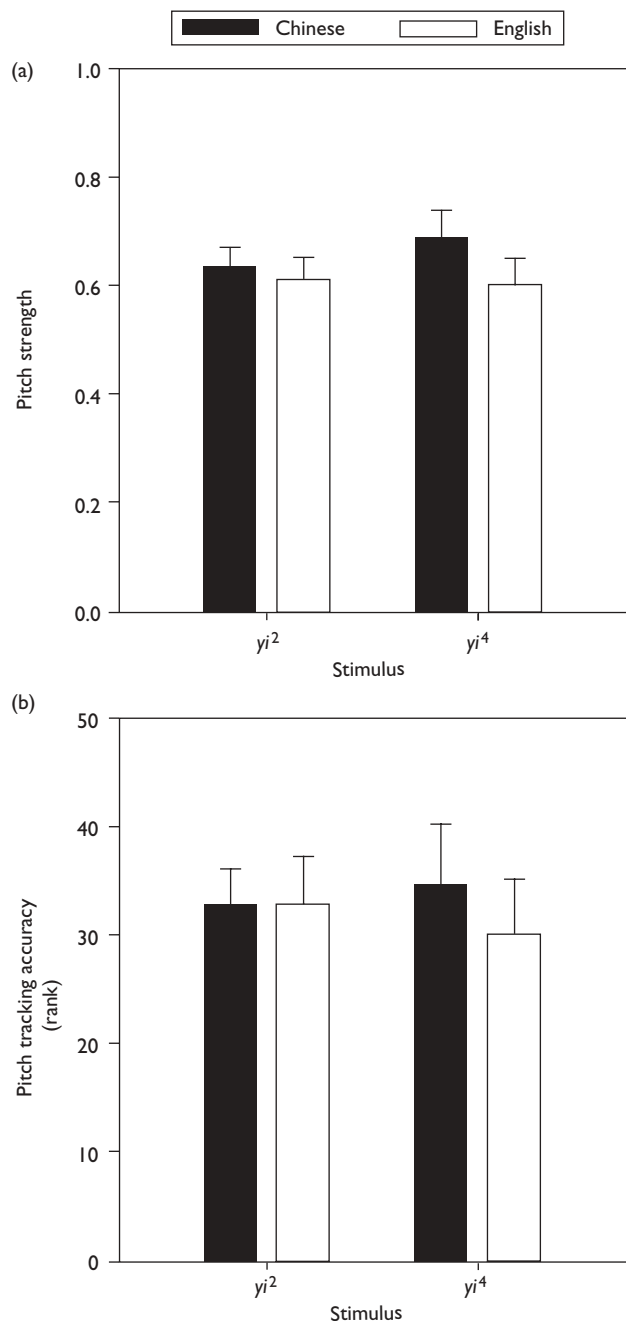 Chinese English
(a)
1.0
0.8
0.6
0.4
0.2
0.0
Pitch strength
yi² yi⁴
Stimulus
(b)
50
40
30
20
10
0
Pitch tracking accuracy
(rank)
yi² yi⁴
Stimulus